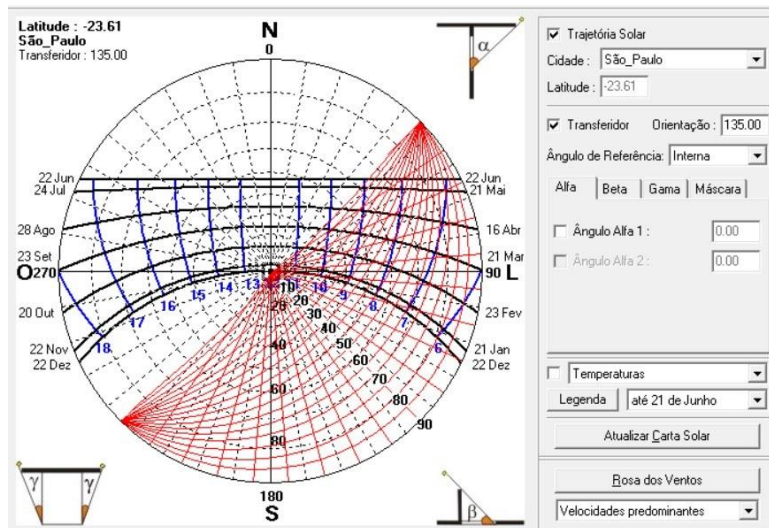 Latitude : -23.61
São_Paulo
Transferidor : 135.00
N
0
α
22 Jun
24 Jul
28 Ago
23 Set
O 270
20 Out
22 Nov
22 Dez
22 Jun
21 Mai
16 Abr
21 Mar
90 L
23 Fev
21 Jan
22 Dez
18
17
16
15
14
13
10
9
8
7
6
10
20
30
40
50
60
70
80
90
20
40
60
80
180
S
γ
γ
β
Trajetória Solar
Cidade : São_Paulo
Latitude : -23.61
Transferidor Orientação : 135.00
Ângulo de Referência: Interna
Alfa Beta Gama Máscara
Ângulo Alfa 1 : 0.00
Ângulo Alfa 2 : 0.00
Temperaturas
Legenda até 21 de Junho
Atualizar Carta Solar
Rosa dos Ventos
Velocidades predominantes